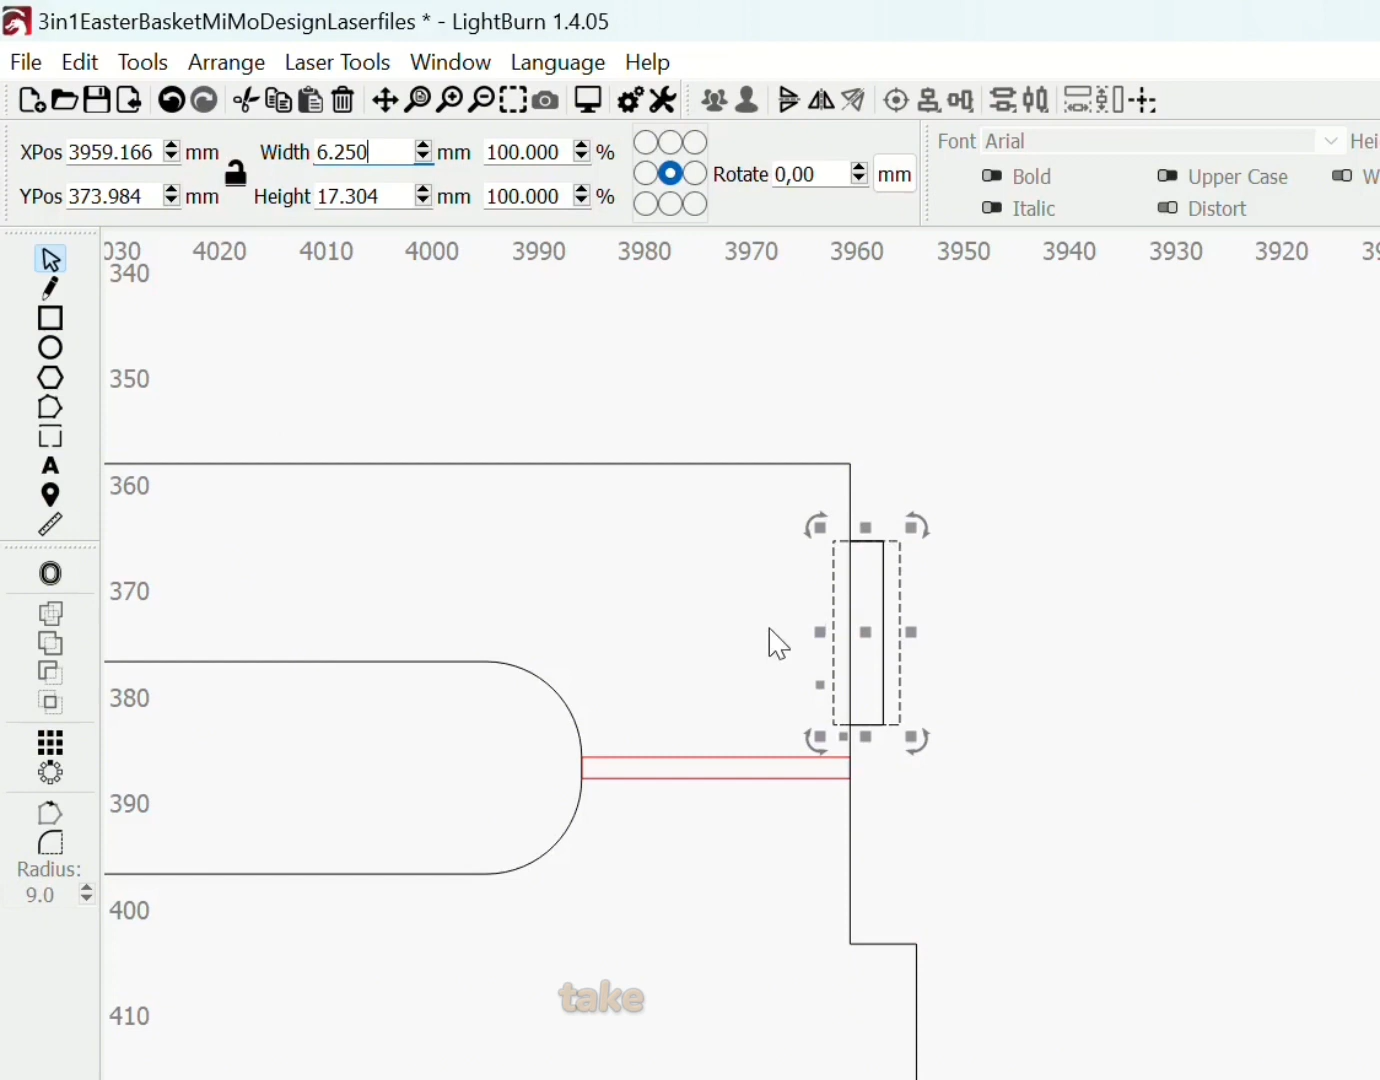 3in1EasterBasketMiMoDesignLaserfiles * - LightBurn 1.4.05
File Edit Tools Arrange Laser Tools Window Language Help
XPos 3959.166 mm Width 6.250 mm 100.000 %
YPos 373.984 mm Height 17.304 mm 100.000 %
Rotate 0,00 mm
Font Arial Hei
Bold Upper Case W
Italic Distort
030 4020 4010 4000 3990 3980 3970 3960 3950 3940 3930 3920 39
340
350
360
370
380
390
400
410
A
Radius:
9.0
take